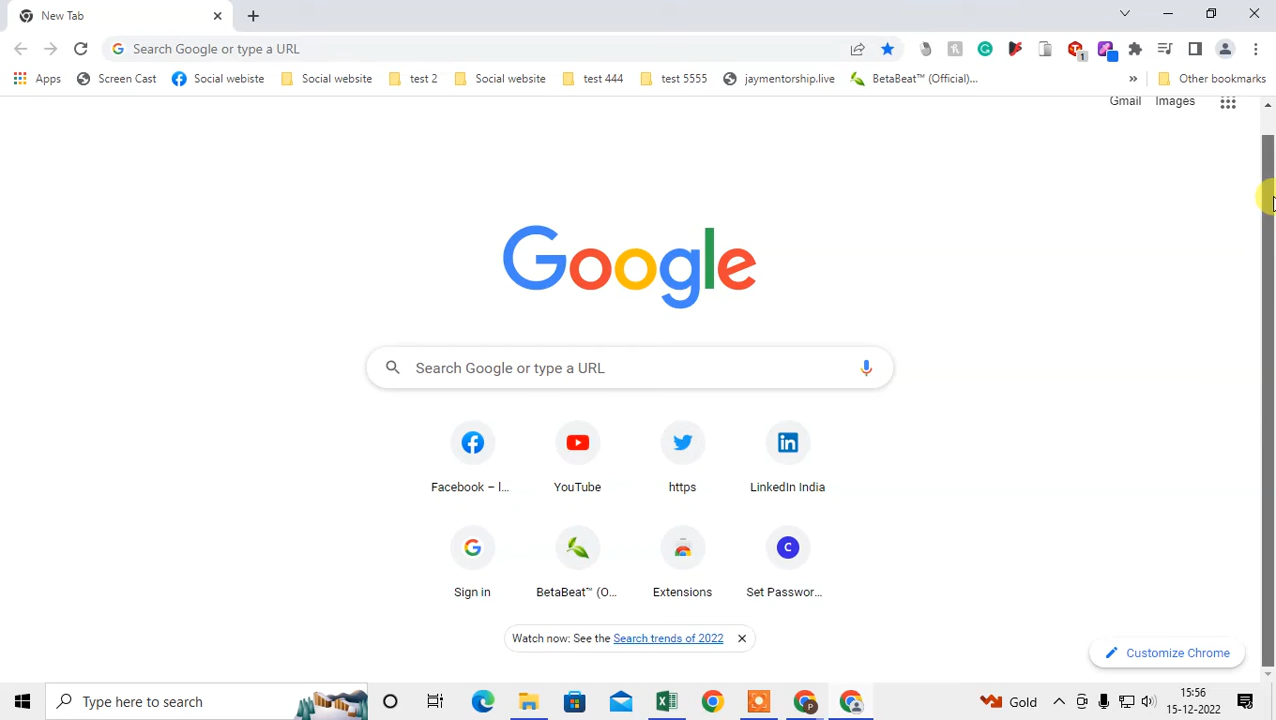 New Tab
Search Google or type a URL
1
Apps Screen Cast Social webiste Social website test 2 Social website test 444 test 5555 jaymentorship.live BetaBeat™ (Official)... » Other bookmarks
Gmail Images
Google
Search Google or type a URL
Facebook – l... YouTube https LinkedIn India
Sign in BetaBeat™ (O... Extensions Set Passwor...
C
Watch now: See the Search trends of 2022
Customize Chrome
Type here to search
Gold
15:56
15-12-2022